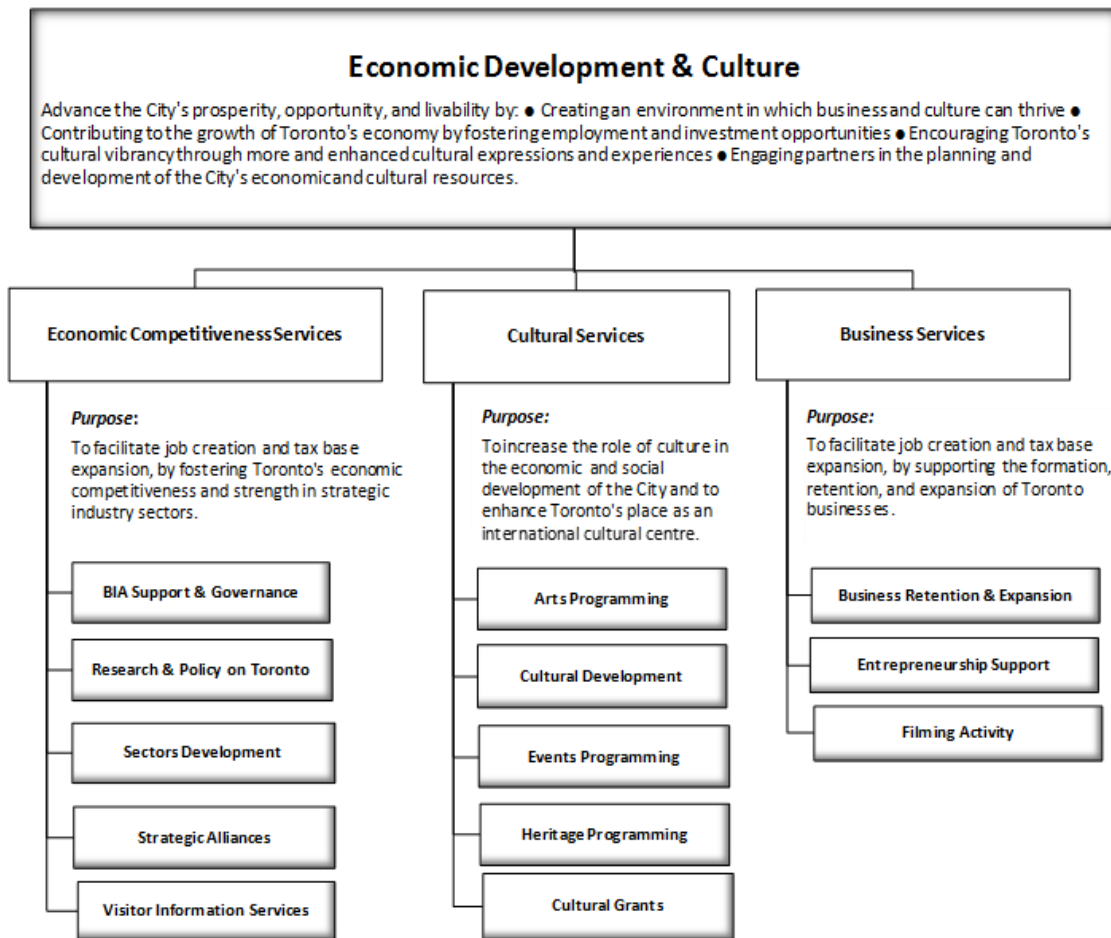 Economic Development & Culture
Advance the City's prosperity, opportunity, and livability by: ● Creating an environment in which business and culture can thrive ●
Contributing to the growth of Toronto's economy by fostering employment and investment opportunities ● Encouraging Toronto's
cultural vibrancy through more and enhanced cultural expressions and experiences ● Engaging partners in the planning and
development of the City's economic and cultural resources.
Economic Competitiveness Services
Purpose:
To facilitate job creation and tax base
expansion, by fostering Toronto's economic
competitiveness and strength in strategic
industry sectors.
BIA Support & Governance
Research & Policy on Toronto
Sectors Development
Strategic Alliances
Visitor Information Services
Cultural Services
Purpose:
To increase the role of culture in
the economic and social
development of the City and to
enhance Toronto's place as an
international cultural centre.
Arts Programming
Cultural Development
Events Programming
Heritage Programming
Cultural Grants
Business Services
Purpose:
To facilitate job creation and tax base
expansion, by supporting the formation,
retention, and expansion of Toronto
businesses.
Business Retention & Expansion
Entrepreneurship Support
Filming Activity